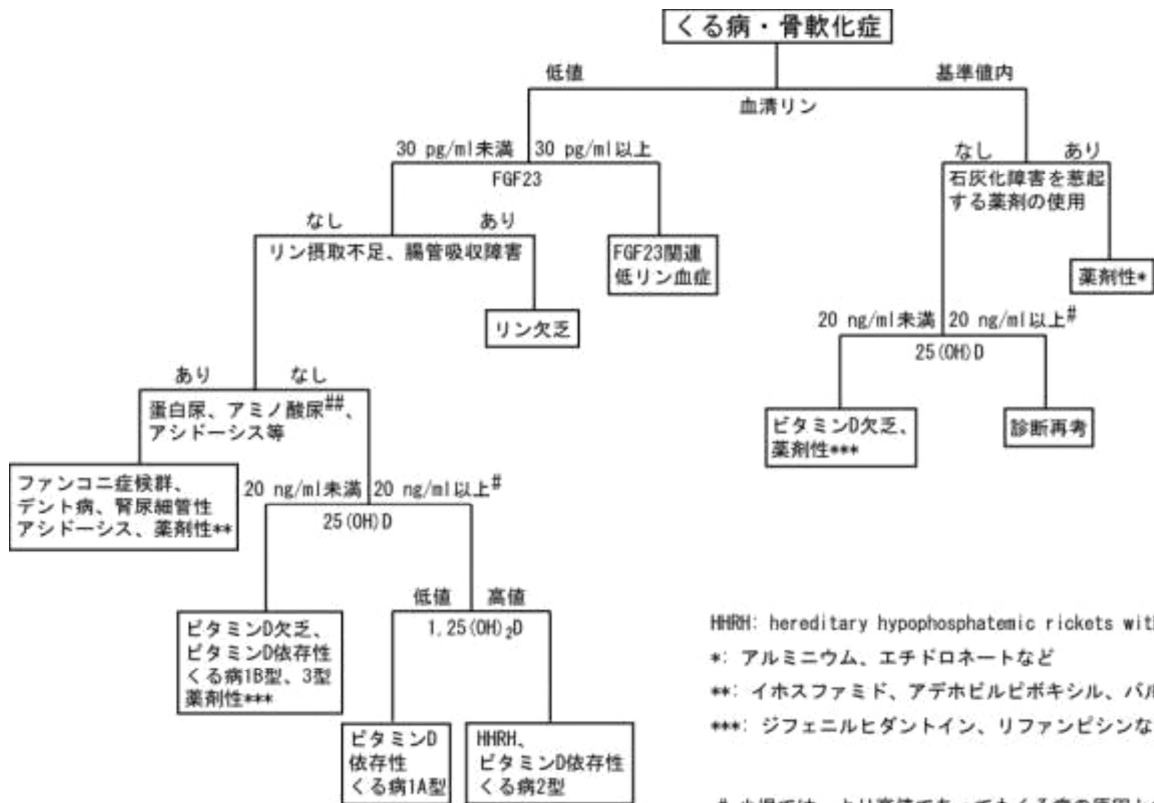 くる病・骨軟化症
低値
基準値内
血清リン
30 pg/ml未満
30 pg/ml以上
FGF23
なし
あり
石灰化障害を惹起
する薬剤の使用
なし
あり
リン摂取不足、腸管吸収障害
FGF23関連
低リン血症
薬剤性*
リン欠乏
20 ng/ml未満
20 ng/ml以上#
25(OH)D
あり
なし
蛋白尿、アミノ酸尿##、
アシドーシス等
ビタミンD欠乏、
薬剤性***
診断再考
ファンコニ症候群、
デント病、腎尿細管性
アシドーシス、薬剤性**
20 ng/ml未満
20 ng/ml以上#
25(OH)D
低値
高値
1,25(OH)2D
ビタミンD欠乏、
ビタミンD依存性
くる病1B型、3型
薬剤性***
ビタミンD
依存性
くる病1A型
HHRH、
ビタミンD依存性
くる病2型
HHRH: hereditary hypophosphatemic rickets wit
*: アルミニウム、エチドロネートなど
**: イホスファミド、アデホビルピボキシル、バル
***: ジフェニルヒダントイン、リファンピシンな